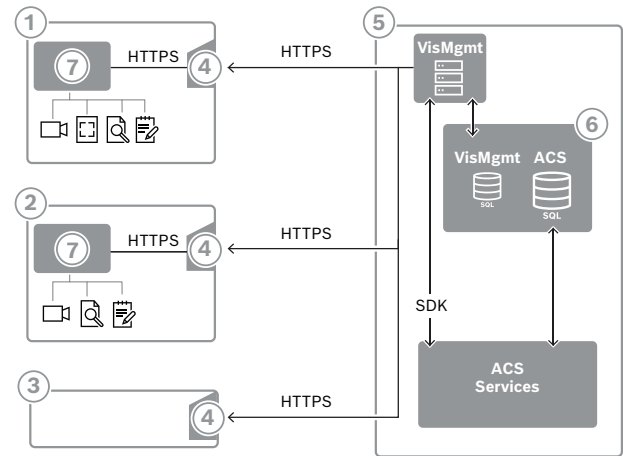 1
7
HTTPS
4
HTTPS
2
7
HTTPS
4
HTTPS
3
4
HTTPS
5
VisMgmt
6
VisMgmt ACS
SQL
SQL
SDK
ACS
Services